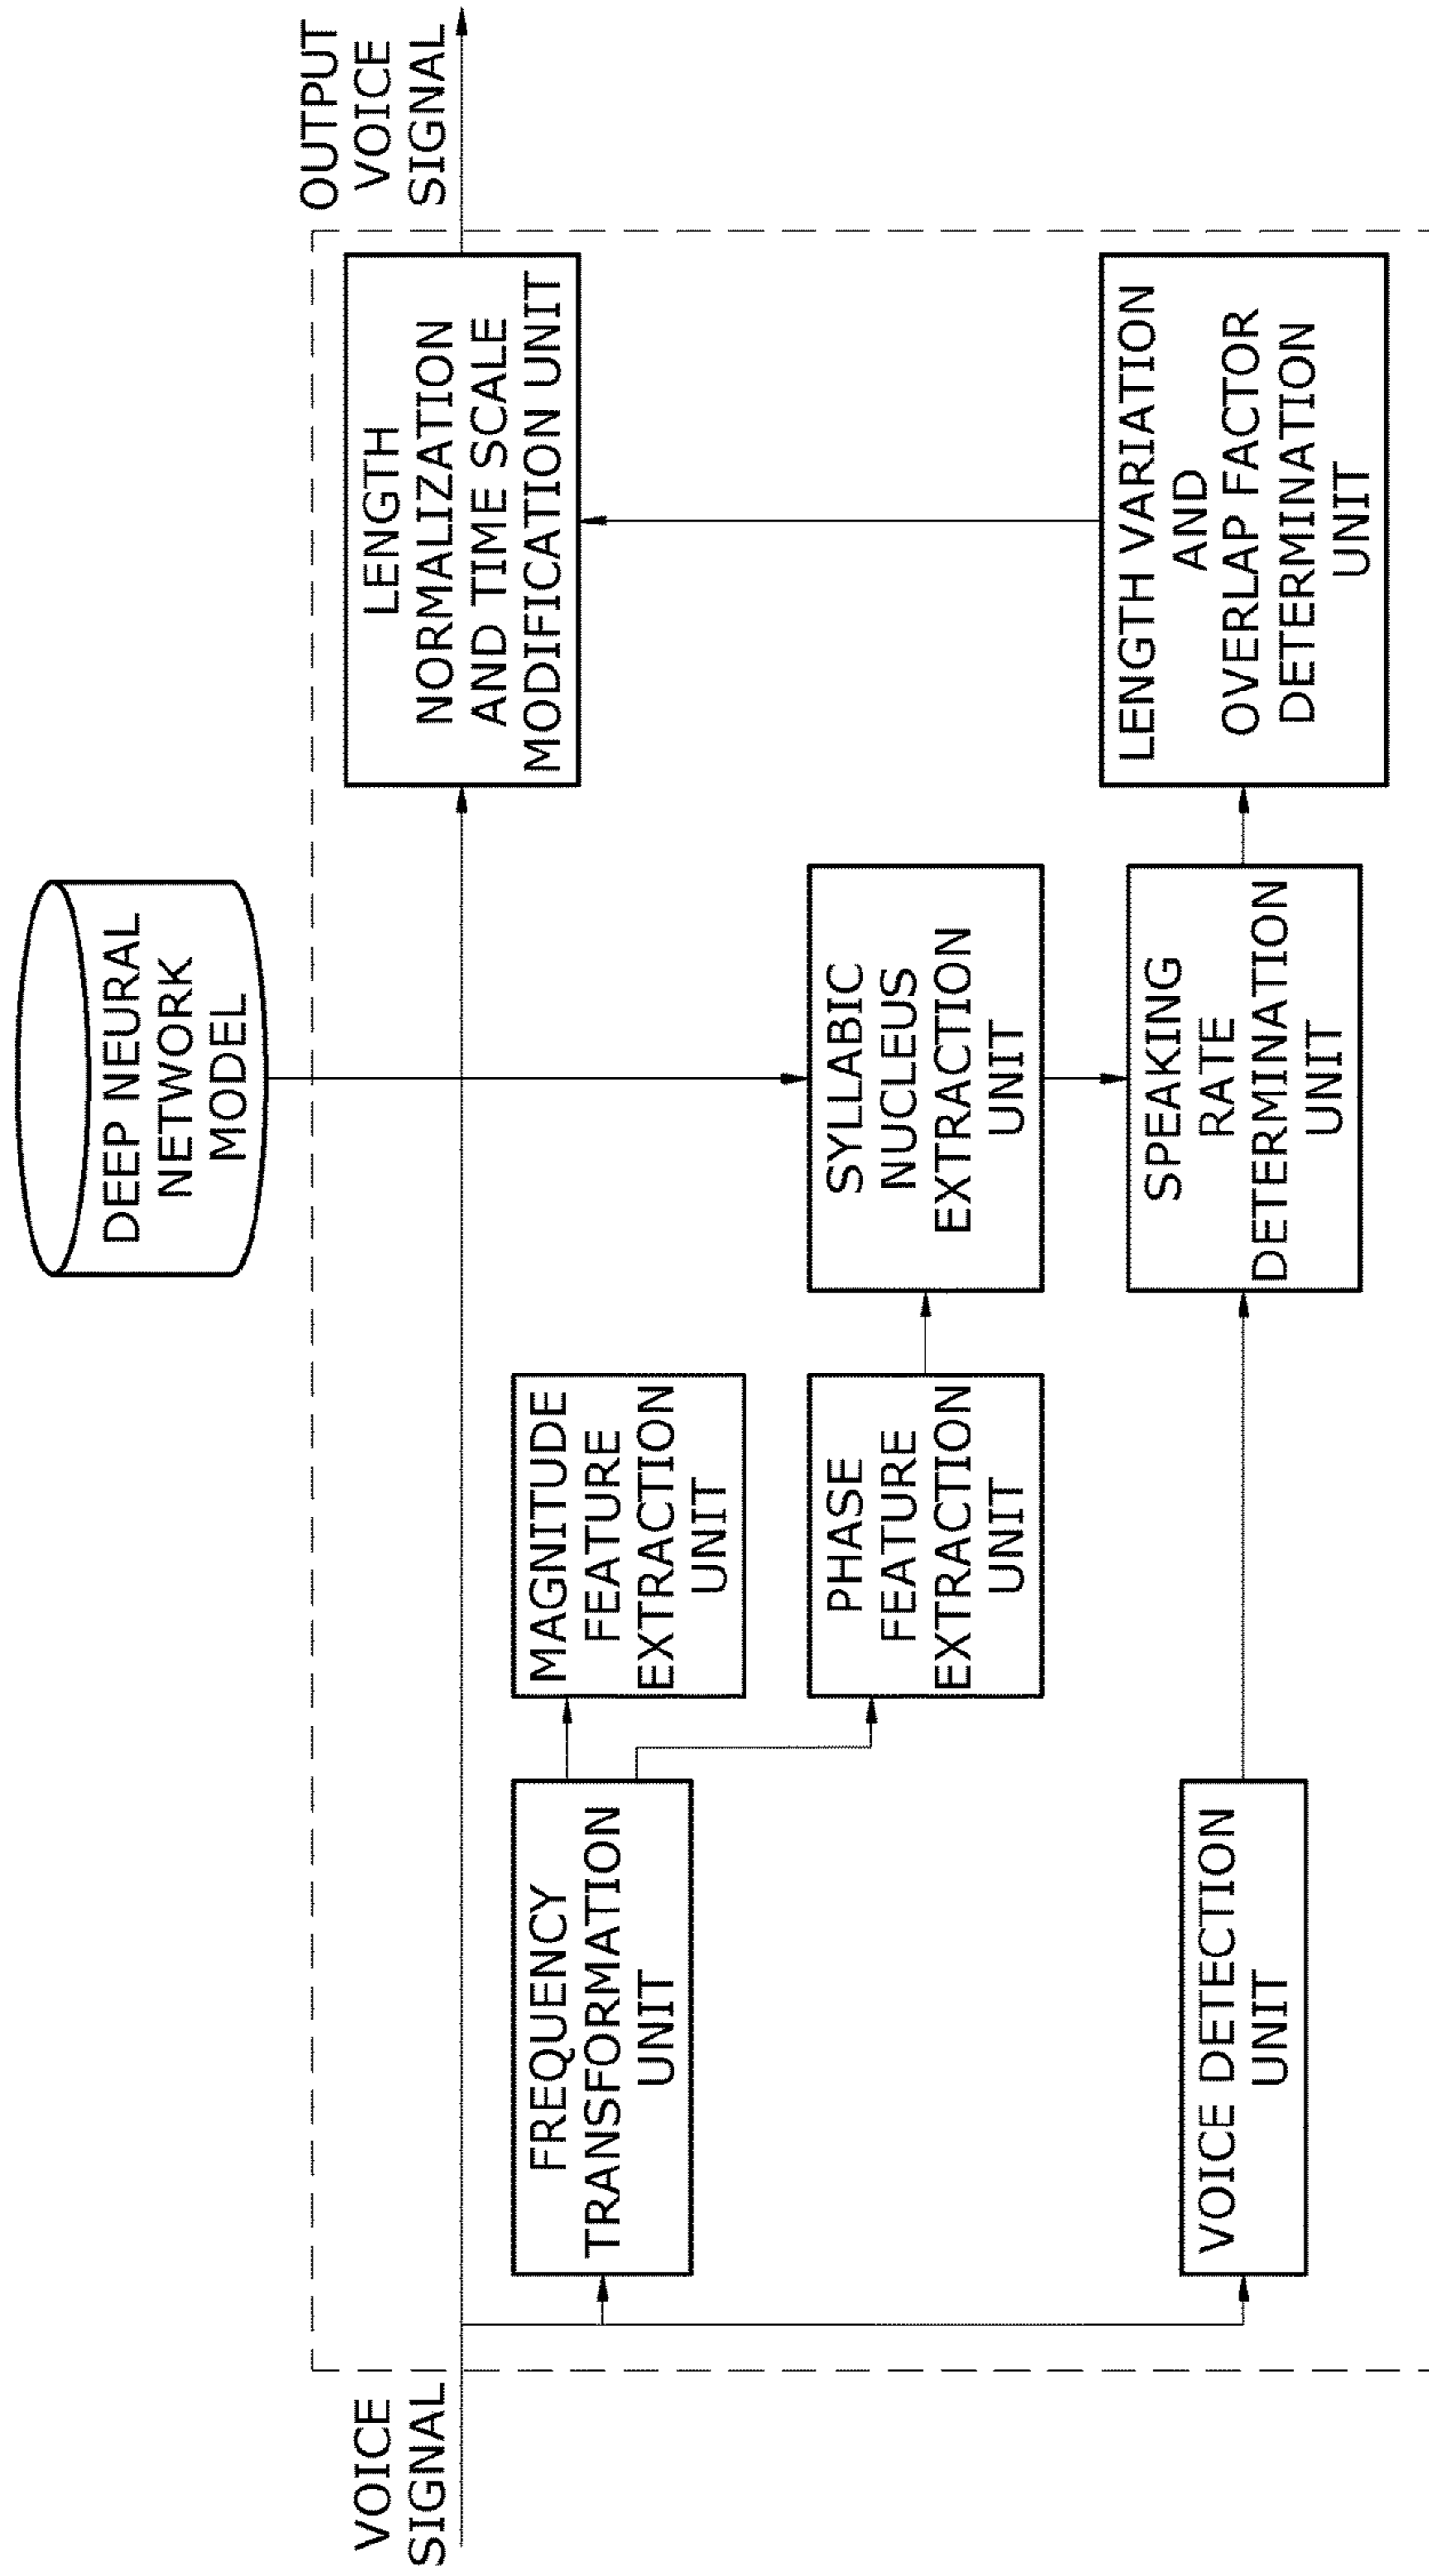 DEEP NEURAL
NETWORK
MODEL
VOICE
SIGNAL
OUTPUT
VOICE
SIGNAL
LENGTH
NORMALIZATION
AND TIME SCALE
MODIFICATION UNIT
FREQUENCY
TRANSFORMATION
UNIT
MAGNITUDE
FEATURE
EXTRACTION
UNIT
PHASE
FEATURE
EXTRACTION
UNIT
SYLLABIC
NUCLEUS
EXTRACTION
UNIT
VOICE DETECTION
UNIT
SPEAKING
RATE
DETERMINATION
UNIT
LENGTH VARIATION
AND
OVERLAP FACTOR
DETERMINATION
UNIT